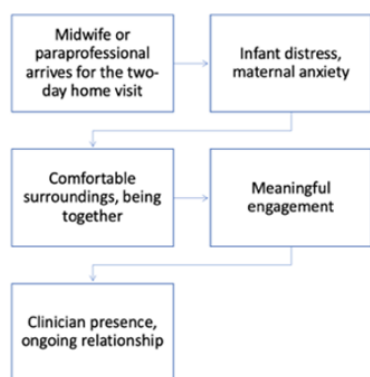 Midwife or
paraprofessional
arrives for the two-
day home visit
Infant distress,
maternal anxiety
Comfortable
surroundings, being
together
Meaningful
engagement
Clinician presence,
ongoing relationship